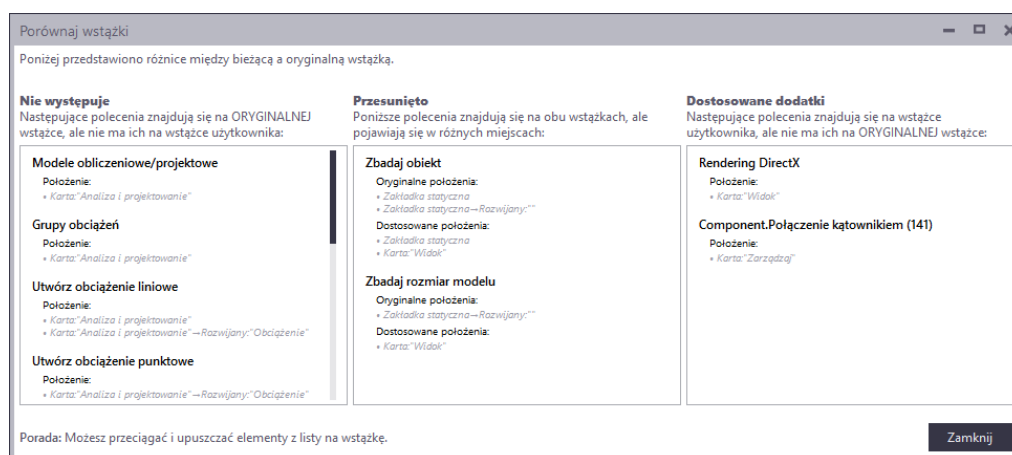 Porównaj wstążki
Poniżej przedstawiono różnice między bieżącą a oryginalną wstążką.
Nie występuje
Następujące polecenia znajdują się na ORYGINALNEJ
wstążce, ale nie ma ich na wstążce użytkownika:
Modele obliczeniowe/projektowe
Położenie:
• Karta:"Analiza i projektowanie"
Grupy obciążeń
Położenie:
• Karta:"Analiza i projektowanie"
Utwórz obciążenie liniowe
Położenie:
• Karta:"Analiza i projektowanie"
• Karta:"Analiza i projektowanie"→Rozwijany:"Obciążenie"
Utwórz obciążenie punktowe
Położenie:
• Karta:"Analiza i projektowanie"→Rozwijany:"Obciążenie"
Przesunięto
Poniższe polecenia znajdują się na obu wstążkach, ale
pojawiają się w różnych miejscach:
Zbadaj obiekt
Oryginalne położenia:
• Zakładka statyczna
• Zakładka statyczna→Rozwijany:""
Dostosowane położenia:
• Zakładka statyczna
• Karta:"Widok"
Zbadaj rozmiar modelu
Oryginalne położenia:
• Zakładka statyczna→Rozwijany:""
Dostosowane położenia:
• Karta:"Widok"
Dostosowane dodatki
Następujące polecenia znajdują się na wstążce
użytkownika, ale nie ma ich na ORYGINALNEJ wstążce:
Rendering DirectX
Położenie:
• Karta:"Widok"
Component.Połączenie kątownikiem (141)
Położenie:
• Karta:"Zarządzaj"
Porada: Możesz przeciągać i upuszczać elementy z listy na wstążkę.
Zamknij